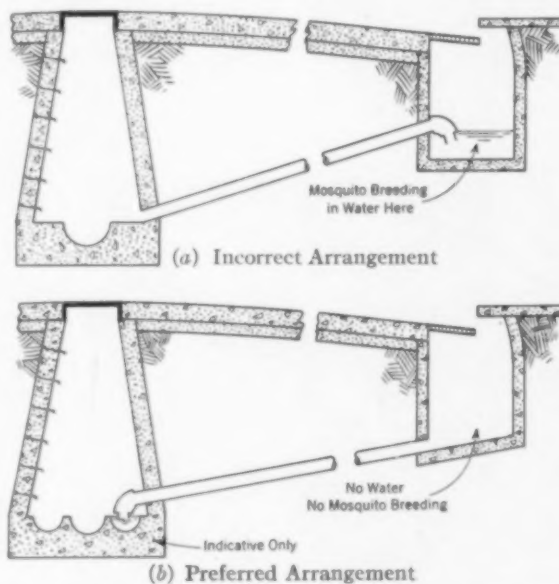 Mosquito Breeding
in Water Here
(a) Incorrect Arrangement
No Water
No Mosquito Breeding
Indicative Only
(b) Preferred Arrangement